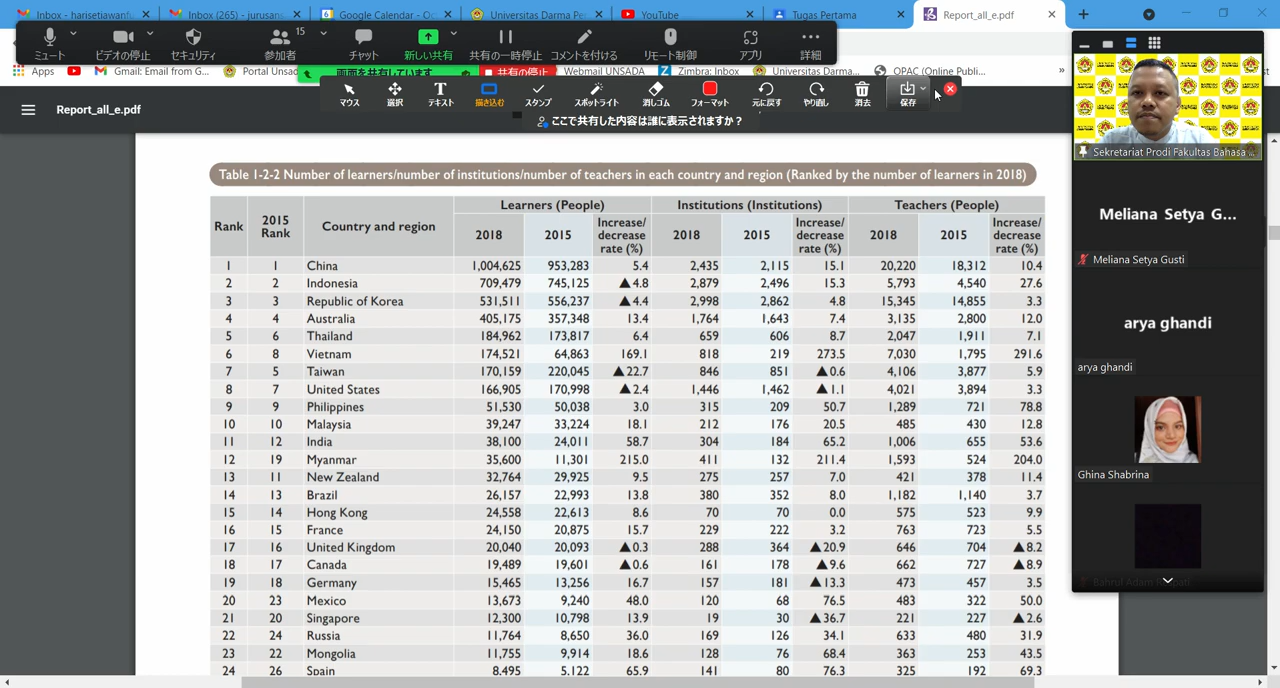 Inbox - harisetiawanf
Inbox (265) - jurusans
Google Calendar - Oc
Universitas Darma Pe
YouTube
Tugas Pertama
Report_all_e.pdf
ミュート
ビデオの停止
セキュリティ
15
参加者
チャット
新しい共有
共有の一時停止
コメントを付ける
リモート制御
アプリ
詳細
Apps
Gmail: Email from G...
Portal Unsad
画面を共有しています
共有の停止
Webmail UNSADA
Zimbra: Inbox
Universitas Darma...
OPAC (Online Publi...
Report_all_e.pdf
マウス
選択
テキスト
描き込む
スタンプ
スポットライト
消しゴム
フォーマット
元に戻す
やり直し
消去
保存
ここで共有した内容は誰に表示されますか？
Table 1-2-2 Number of learners/number of institutions/number of teachers in each country and region (Ranked by the number of learners in 2018)
Rank 2015 Rank Country and region Learners (People) Institutions (Institutions) Teachers (People)
2018 2015 Increase/decrease rate (%) 2018 2015 Increase/decrease rate (%) 2018 2015 Increase/decrease rate (%)
1 1 China 1,004,625 953,283 5.4 2,435 2,115 15.1 20,220 18,312 10.4
2 2 Indonesia 709,479 745,125 ▲4.8 2,879 2,496 15.3 5,793 4,540 27.6
3 3 Republic of Korea 531,511 556,237 ▲4.4 2,998 2,862 4.8 15,345 14,855 3.3
4 4 Australia 405,175 357,348 13.4 1,764 1,643 7.4 3,135 2,800 12.0
5 6 Thailand 184,962 173,817 6.4 659 606 8.7 2,047 1,911 7.1
6 8 Vietnam 174,521 64,863 169.1 818 219 273.5 7,030 1,795 291.6
7 5 Taiwan 170,159 220,045 ▲22.7 846 851 ▲0.6 4,106 3,877 5.9
8 7 United States 166,905 170,998 ▲2.4 1,446 1,462 ▲1.1 4,021 3,894 3.3
9 9 Philippines 51,530 50,038 3.0 315 209 50.7 1,289 721 78.8
10 10 Malaysia 39,247 33,224 18.1 212 176 20.5 485 430 12.8
11 12 India 38,100 24,011 58.7 304 184 65.2 1,006 655 53.6
12 19 Myanmar 35,600 11,301 215.0 411 132 211.4 1,593 524 204.0
13 11 New Zealand 32,764 29,925 9.5 275 257 7.0 421 378 11.4
14 13 Brazil 26,157 22,993 13.8 380 352 8.0 1,182 1,140 3.7
15 14 Hong Kong 24,558 22,613 8.6 70 70 0.0 575 523 9.9
16 15 France 24,150 20,875 15.7 229 222 3.2 763 723 5.5
17 16 United Kingdom 20,040 20,093 ▲0.3 288 364 ▲20.9 646 704 ▲8.2
18 17 Canada 19,489 19,601 ▲0.6 161 178 ▲9.6 662 727 ▲8.9
19 18 Germany 15,465 13,256 16.7 157 181 ▲13.3 473 457 3.5
20 23 Mexico 13,673 9,240 48.0 120 68 76.5 483 322 50.0
21 20 Singapore 12,300 10,798 13.9 19 30 ▲36.7 221 227 ▲2.6
22 24 Russia 11,764 8,650 36.0 169 126 34.1 633 480 31.9
23 22 Mongolia 11,755 9,914 18.6 128 76 68.4 363 253 43.5
24 26 Spain 8,495 5,122 65.9 141 80 76.3 325 192 69.3
Sekretariat Prodi Fakultas Bahasa ...
Meliana Setya G...
Meliana Setya Gusti
arya ghandi
arya ghandi
Ghina Shabrina